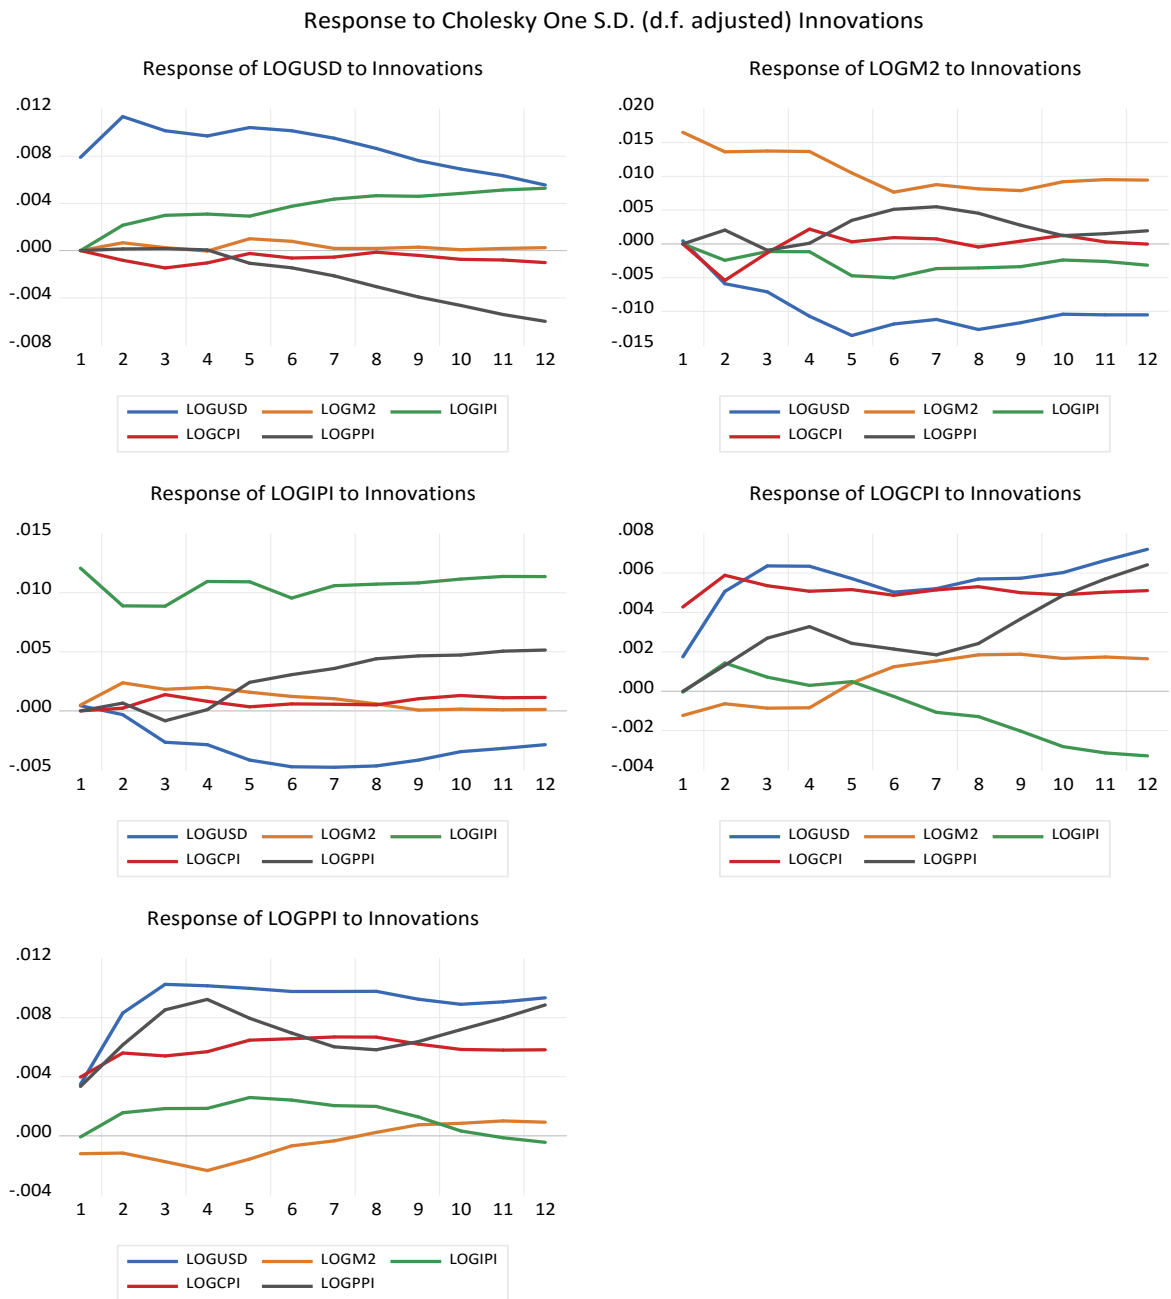 Response to Cholesky One S.D. (d.f. adjusted) Innovations
Response of LOGUSD to Innovations
.012
.008
.004
.000
-.004
-.008
1 2 3 4 5 6 7 8 9 10 11 12
LOGUSD LOGM2 LOGIPI
LOGCPI LOGPPI
Response of LOGM2 to Innovations
.020
.015
.010
.005
.000
-.005
-.010
-.015
1 2 3 4 5 6 7 8 9 10 11 12
LOGUSD LOGM2 LOGIPI
LOGCPI LOGPPI
Response of LOGIPI to Innovations
.015
.010
.005
.000
-.005
1 2 3 4 5 6 7 8 9 10 11 12
LOGUSD LOGM2 LOGIPI
LOGCPI LOGPPI
Response of LOGCPI to Innovations
.008
.006
.004
.002
.000
-.002
-.004
1 2 3 4 5 6 7 8 9 10 11 12
LOGUSD LOGM2 LOGIPI
LOGCPI LOGPPI
Response of LOGPPI to Innovations
.012
.008
.004
.000
-.004
1 2 3 4 5 6 7 8 9 10 11 12
LOGUSD LOGM2 LOGIPI
LOGCPI LOGPPI